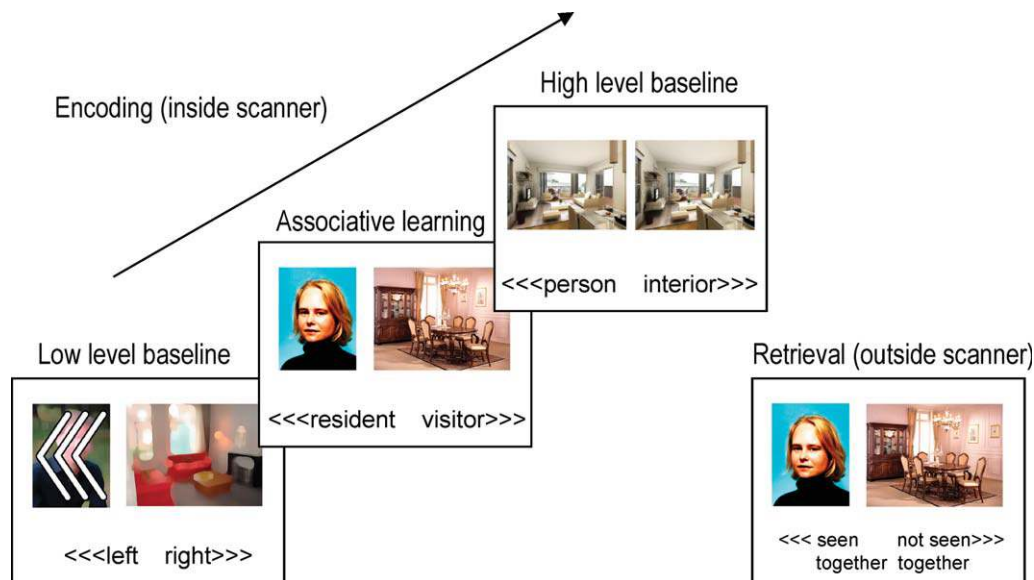 High level baseline
Encoding (inside scanner)
<<<person interior>>>
Associative learning
<<<resident visitor>>>
Low level baseline
<<<left right>>>
Retrieval (outside scanner)
<<< seen not seen>>>
together together